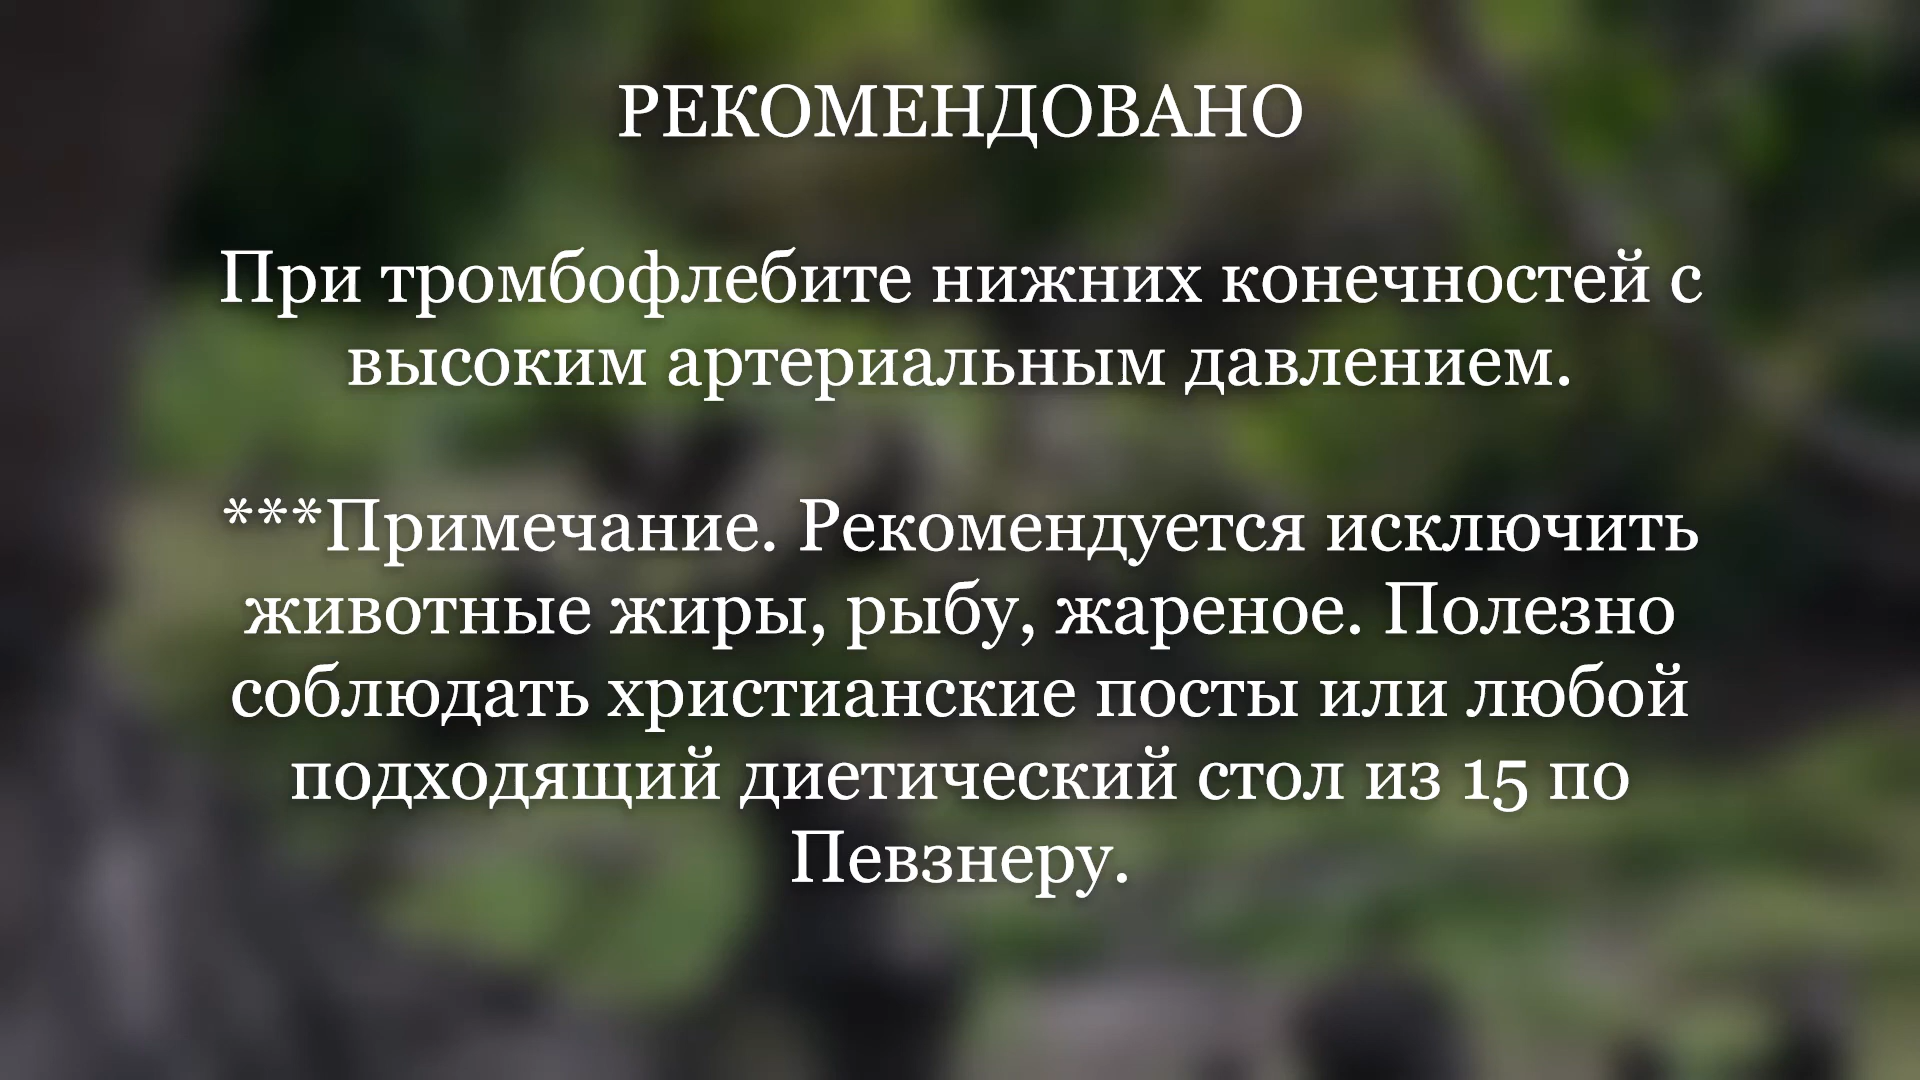 РЕКОМЕНДОВАНО
При тромбофлебите нижних конечностей с
высоким артериальным давлением.
***Примечание. Рекомендуется исключить
животные жиры, рыбу, жареное. Полезно
соблюдать христианские посты или любой
подходящий диетический стол из 15 по
Певзнеру.